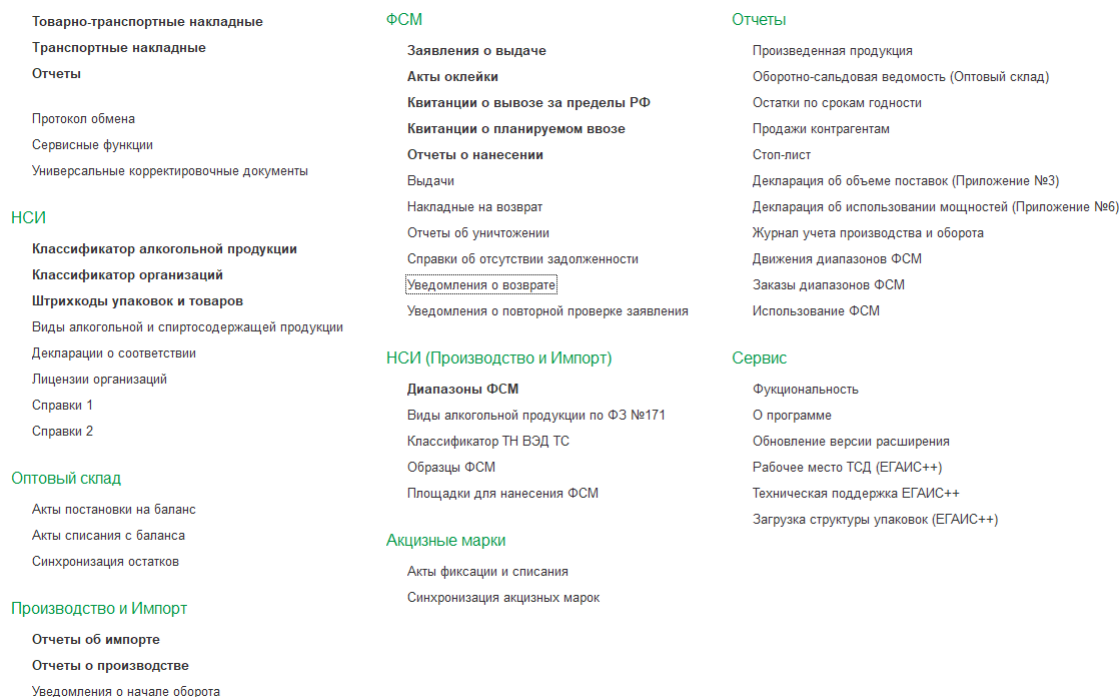 Товарно-транспортные накладные
Транспортные накладные
Отчеты
Протокол обмена
Сервисные функции
Универсальные корректировочные документы
НСИ
Классификатор алкогольной продукции
Классификатор организаций
Штрихкоды упаковок и товаров
Виды алкогольной и спиртосодержащей продукции
Декларации о соответствии
Лицензии организаций
Справки 1
Справки 2
Оптовый склад
Акты постановки на баланс
Акты списания с баланса
Синхронизация остатков
Производство и Импорт
Отчеты об импорте
Отчеты о производстве
Уведомления о начале оборота
ФСМ
Заявления о выдаче
Акты оклейки
Квитанции о вывозе за пределы РФ
Квитанции о планируемом ввозе
Отчеты о нанесении
Выдачи
Накладные на возврат
Отчеты об уничтожении
Справки об отсутствии задолженности
Уведомления о возврате
Уведомления о повторной проверке заявления
НСИ (Производство и Импорт)
Диапазоны ФСМ
Виды алкогольной продукции по ФЗ №171
Классификатор ТН ВЭД ТС
Образцы ФСМ
Площадки для нанесения ФСМ
Акцизные марки
Акты фиксации и списания
Синхронизация акцизных марок
Отчеты
Произведенная продукция
Оборотно-сальдовая ведомость (Оптовый склад)
Остатки по срокам годности
Продажи контрагентам
Стоп-лист
Декларация об объеме поставок (Приложение №3)
Декларация об использовании мощностей (Приложение №6)
Журнал учета производства и оборота
Движения диапазонов ФСМ
Заказы диапазонов ФСМ
Использование ФСМ
Сервис
Фукциональность
О программе
Обновление версии расширения
Рабочее место ТСД (ЕГАИС++)
Техническая поддержка ЕГАИС++
Загрузка структуры упаковок (ЕГАИС++)